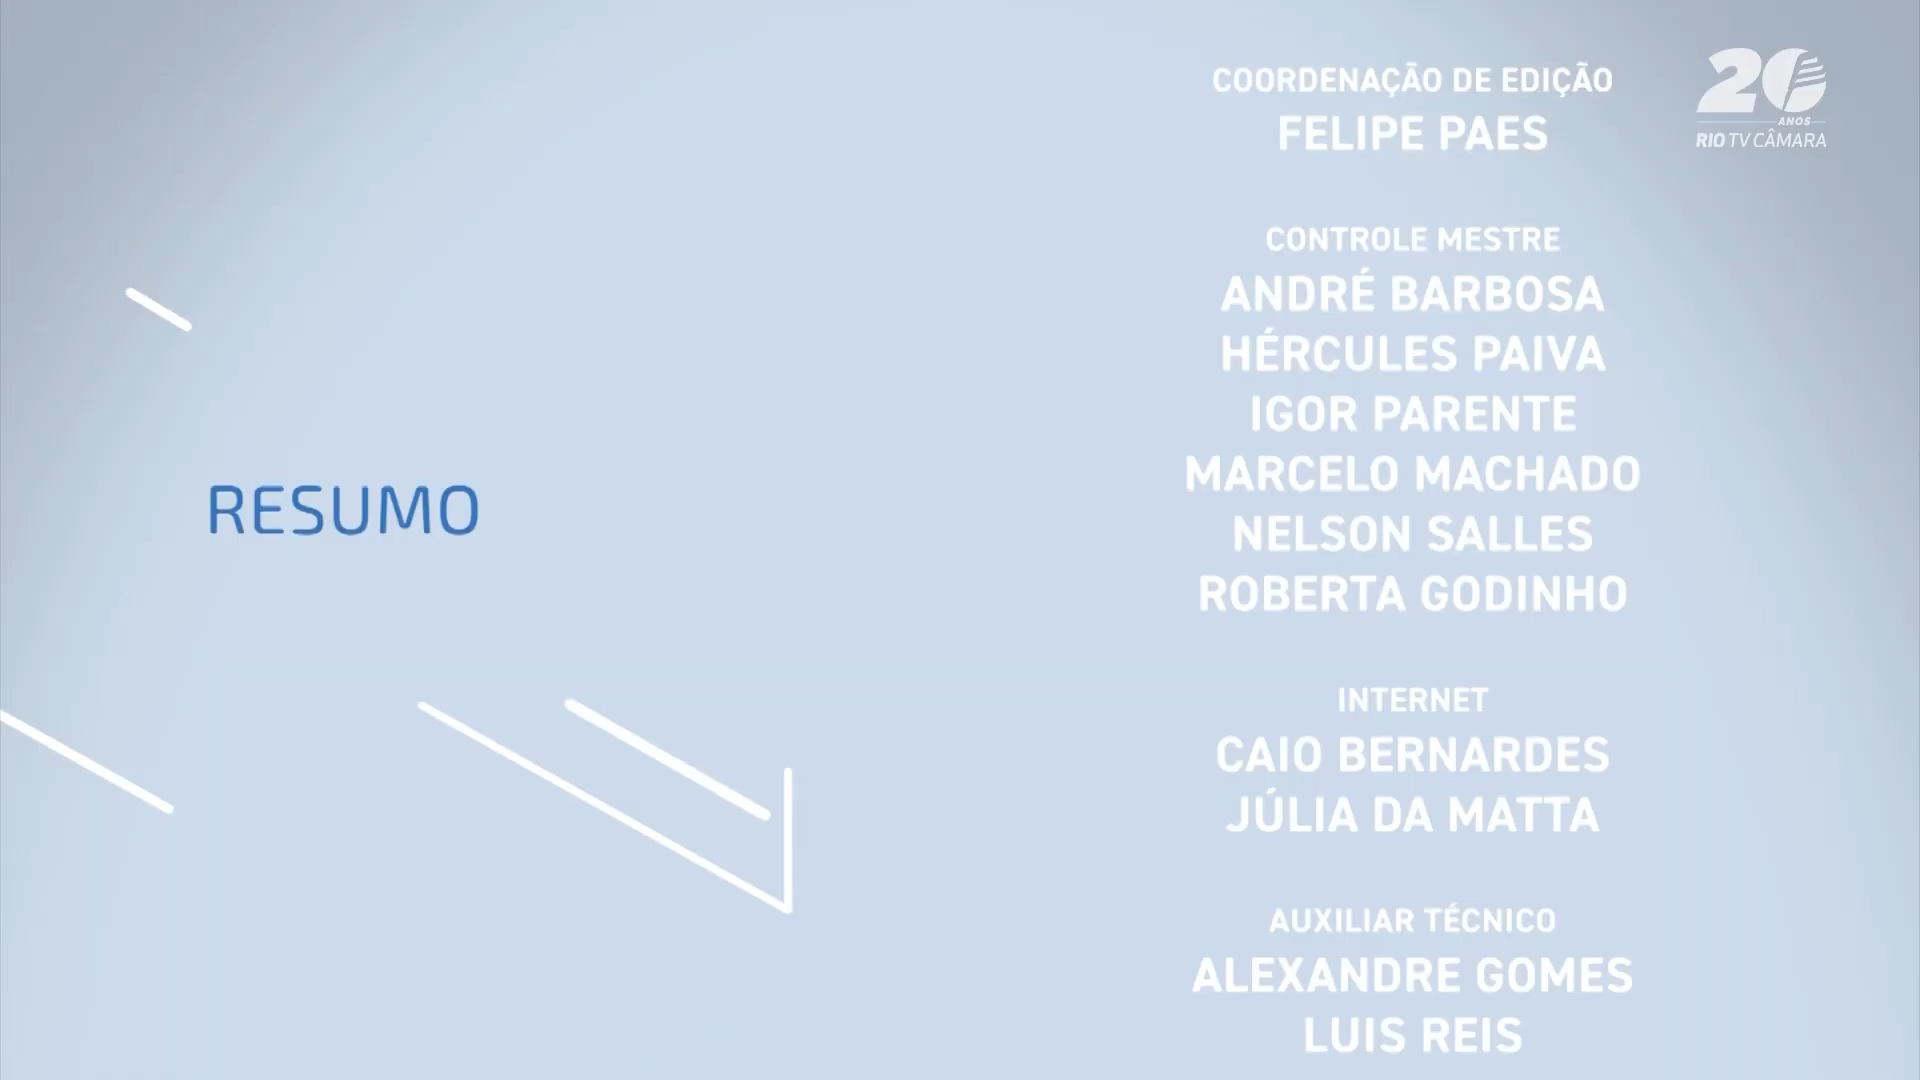 RESUMO
COORDENAÇÃO DE EDIÇÃO
FELIPE PAES
CONTROLE MESTRE
ANDRÉ BARBOSA
HÉRCULES PAIVA
IGOR PARENTE
MARCELO MACHADO
NELSON SALLES
ROBERTA GODINHO
INTERNET
CAIO BERNARDES
JÚLIA DA MATTA
AUXILIAR TÉCNICO
ALEXANDRE GOMES
LUIS REIS
20
ANOS
RIO TV CÂMARA